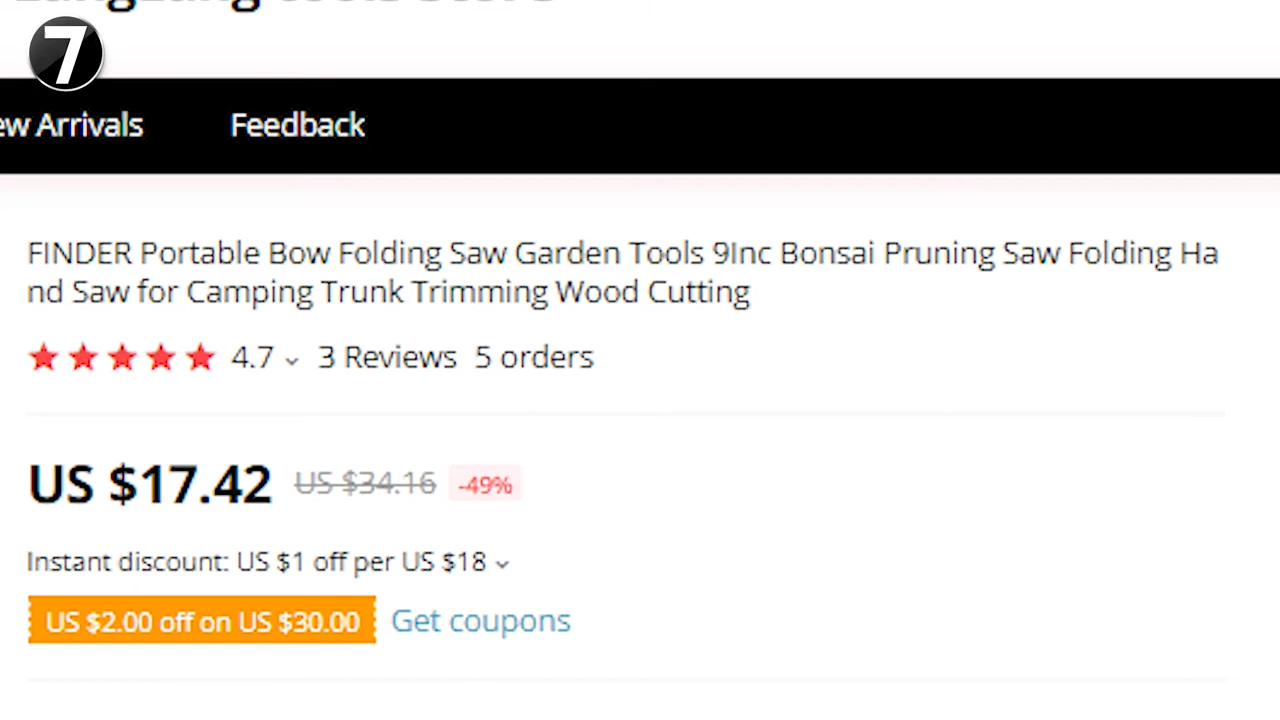 7
ew Arrivals Feedback
FINDER Portable Bow Folding Saw Garden Tools 9Inc Bonsai Pruning Saw Folding Ha
nd Saw for Camping Trunk Trimming Wood Cutting
4.7 3 Reviews 5 orders
US $17.42 US $34.16 -49%
Instant discount: US $1 off per US $18
US $2.00 off on US $30.00 Get coupons